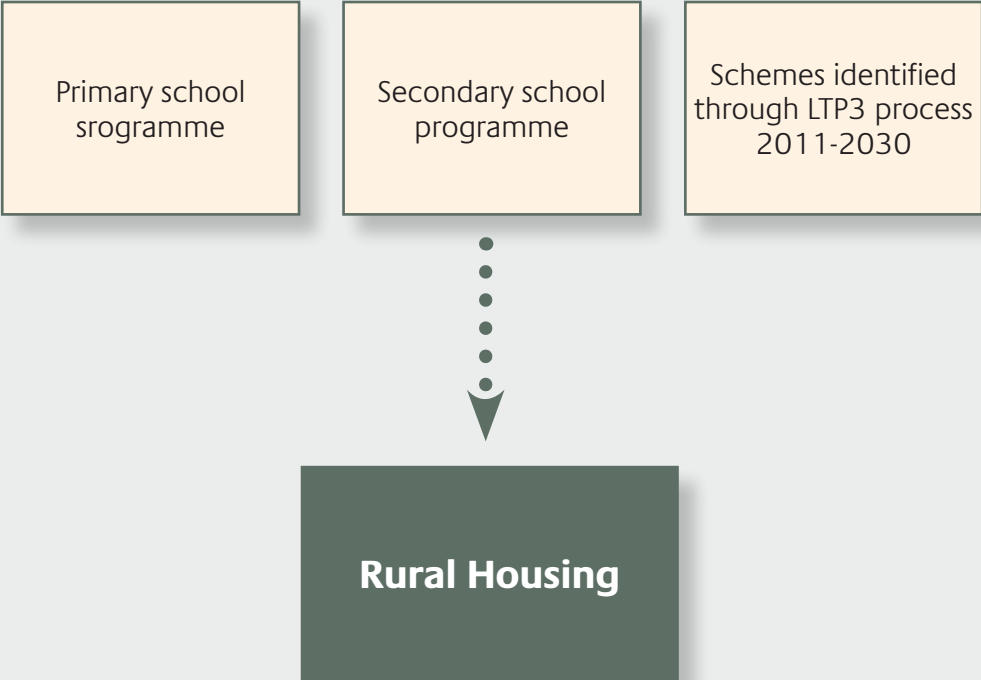 Primary school
srogramme
Secondary school
programme
Schemes identified
through LTP3 process
2011-2030
Rural Housing